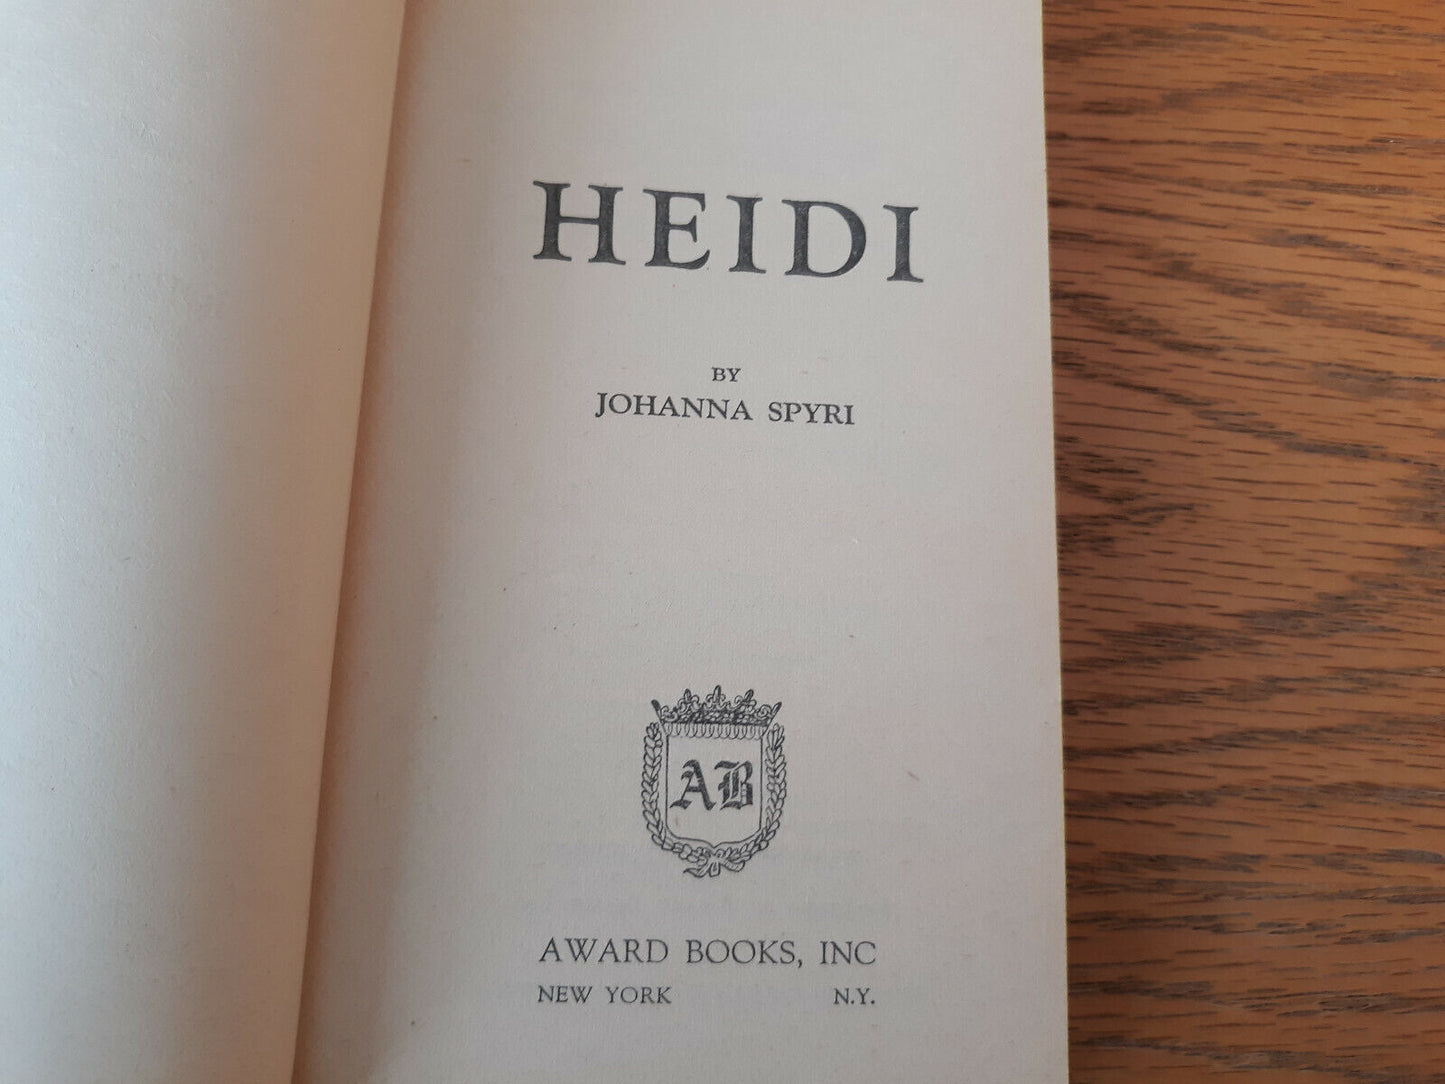 HEIDI
BY
JOHANNA SPYRI
AB
AWARD BOOKS, INC
NEW YORK N.Y.